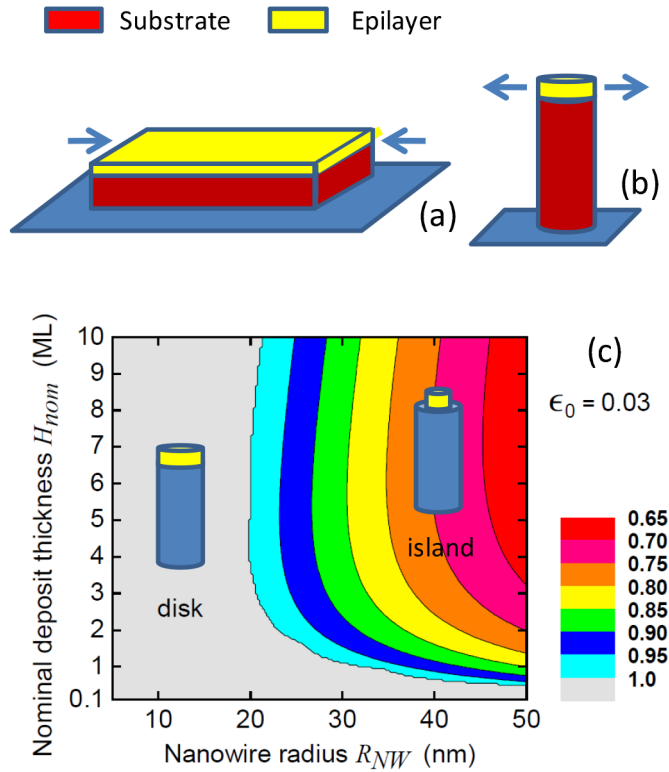 Substrate Epilayer
(a)
(b)
(c)
ϵ0 = 0.03
Nominal deposit thickness Hnom (ML)
10
9
8
7
6
5
4
3
2
1
0.1
disk
island
10 20 30 40 50
Nanowire radius RNW (nm)
0.65
0.70
0.75
0.80
0.85
0.90
0.95
1.0